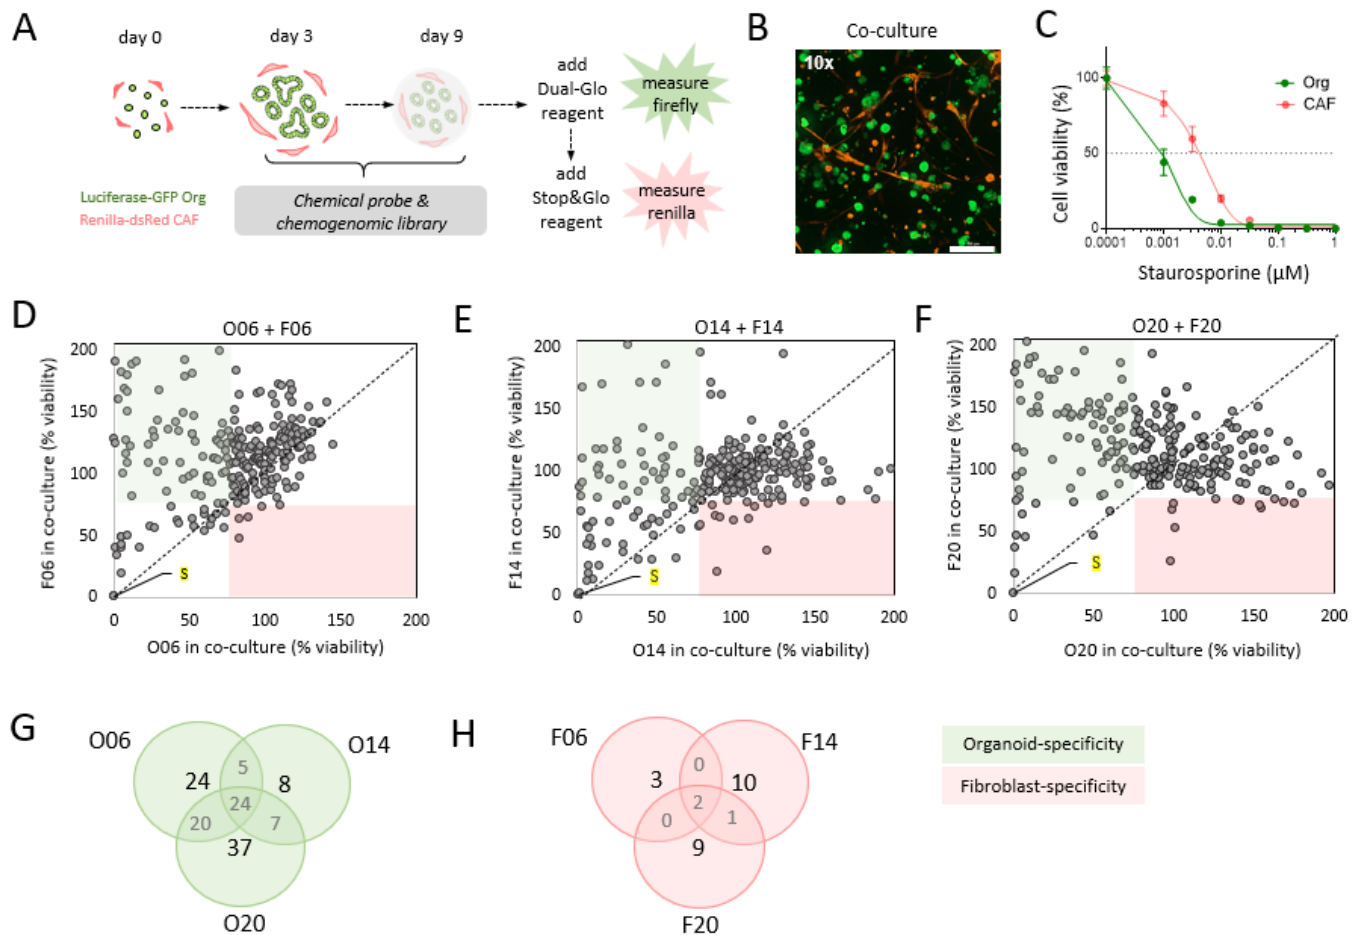 A
day 0
day 3
day 9
add
Dual-Glo
reagent
measure
firefly
add
Stop&Glo
reagent
measure
renilla
Luciferase-GFP Org
Renilla-dsRed CAF
Chemical probe &
chemogenomic library
B
Co-culture
10x
C
Org
CAF
Cell viability (%)
100
50
0
0.0001
0.001
0.01
0.1
1
Staurosporine (μM)
D
O06 + F06
F06 in co-culture (% viability)
200
150
100
50
0
S
0
50
100
150
200
O06 in co-culture (% viability)
E
O14 + F14
F14 in co-culture (% viability)
200
150
100
50
0
S
0
50
100
150
200
O14 in co-culture (% viability)
F
O20 + F20
F20 in co-culture (% viability)
200
150
100
50
0
S
0
50
100
150
200
O20 in co-culture (% viability)
G
O06
O14
24
5
8
24
20
7
37
O20
H
F06
F14
3
0
10
2
0
1
9
F20
Organoid-specificity
Fibroblast-specificity